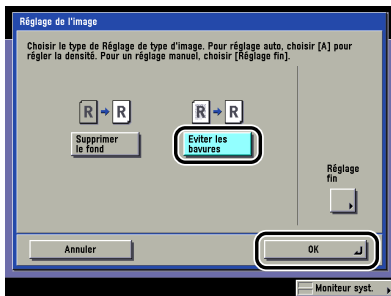 Réglage de l'image
Choisir le type de Réglage de type d'image. Pour réglage auto, choisir [A] pour
régler la densité. Pour un réglage manuel, choisir [Réglage fin].
R R R R
Supprimer
le fond
Eviter les
bavures
Réglage
fin
Annuler
OK
Moniteur syst.